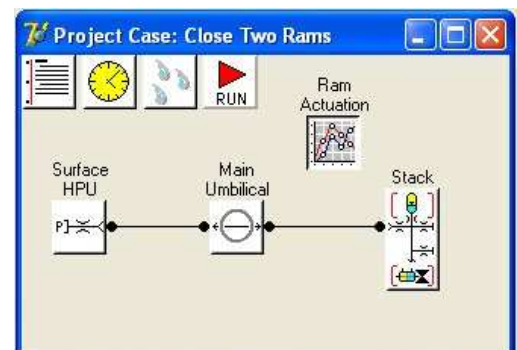 Project Case: Close Two Rams
RUN
Ram
Actuation
Surface
HPU
Main
Umbilical
Stack
P]